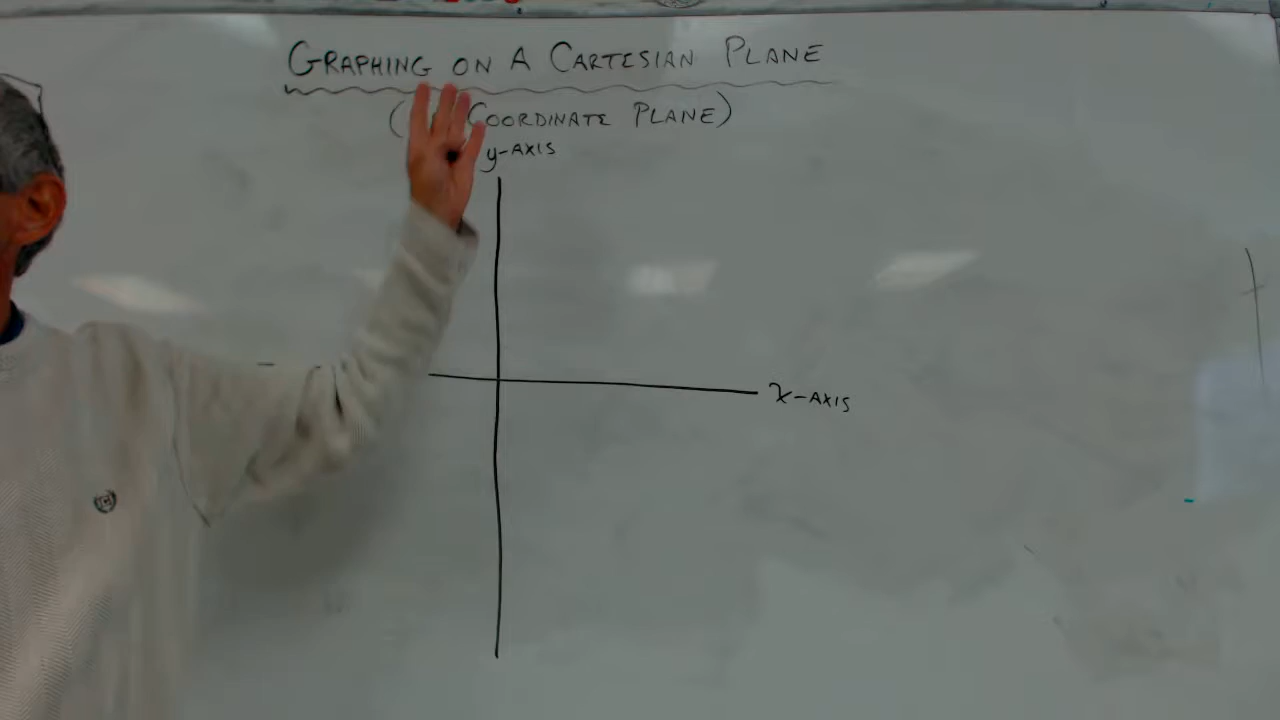 GRAPHING ON A CARTESIAN PLANE
( COORDINATE PLANE)
y-AXIS
x-AXIS